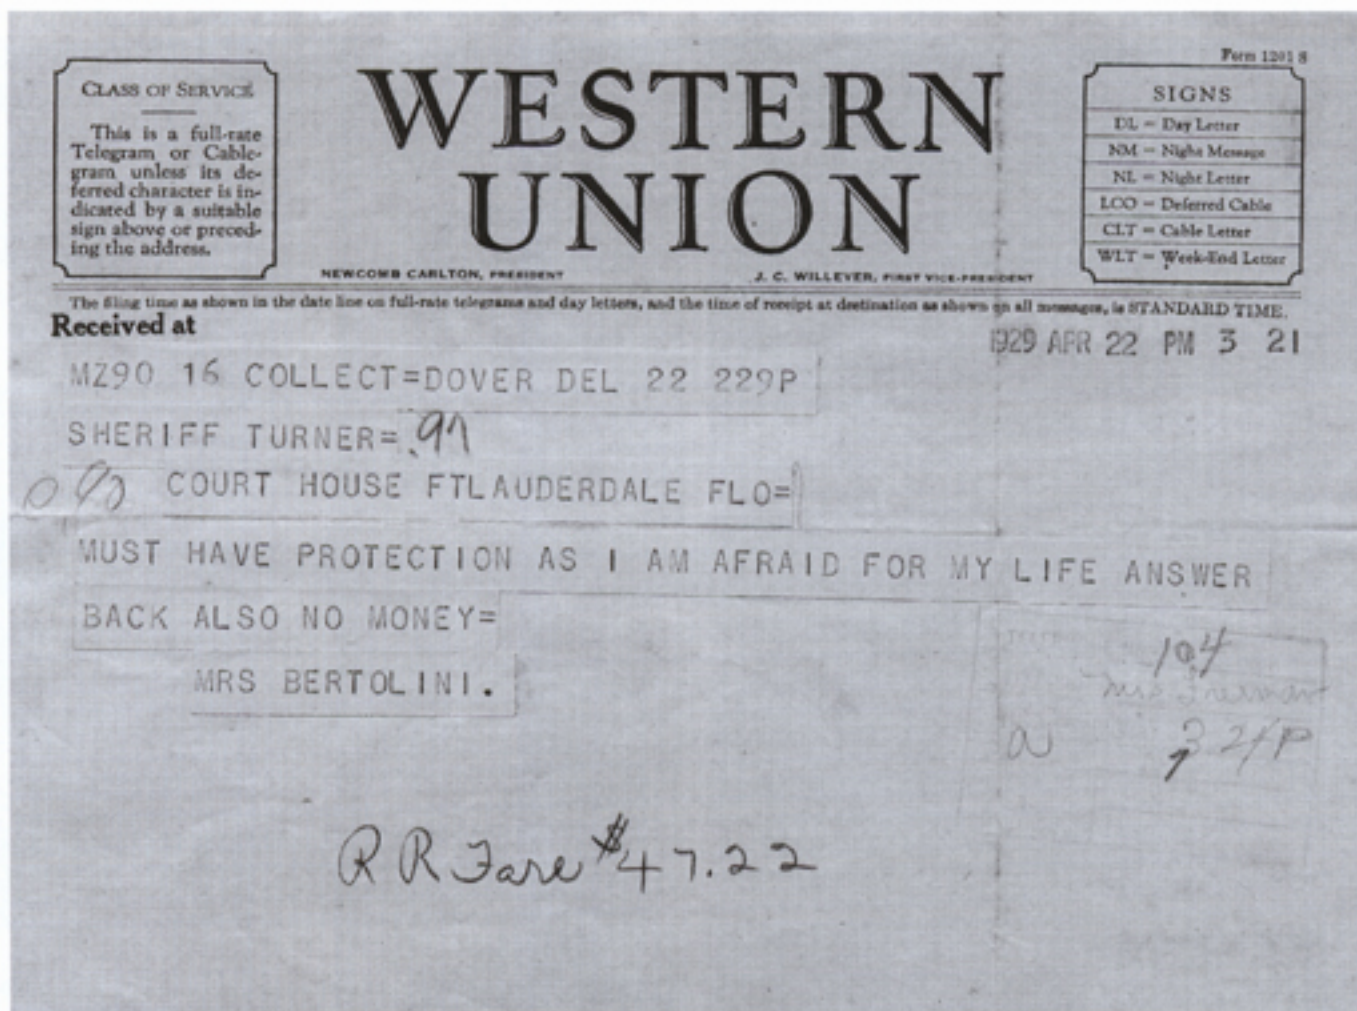 Form 1201 S
CLASS OF SERVICE
This is a full-rate
Telegram or Cable-
gram unless its de-
ferred character is in-
dicated by a suitable
sign above or preced-
ing the address.
WESTERN
UNION
NEWCOMB CARLTON, PRESIDENT
J. C. WILLEVER, FIRST VICE-PRESIDENT
SIGNS
DL = Day Letter
NM = Night Message
NL = Night Letter
LCO = Deferred Cable
CLT = Cable Letter
WLT = Week-End Letter
The filing time as shown in the date line on full-rate telegrams and day letters, and the time of receipt at destination as shown on all messages, is STANDARD TIME.
Received at
1929 APR 22 PM 3 21
MZ90 16 COLLECT=DOVER DEL 22 229P
SHERIFF TURNER= .97
COURT HOUSE FTLAUDERDALE FLO=
MUST HAVE PROTECTION AS I AM AFRAID FOR MY LIFE ANSWER
BACK ALSO NO MONEY=
MRS BERTOLINI.
104
RR Fare $47.22